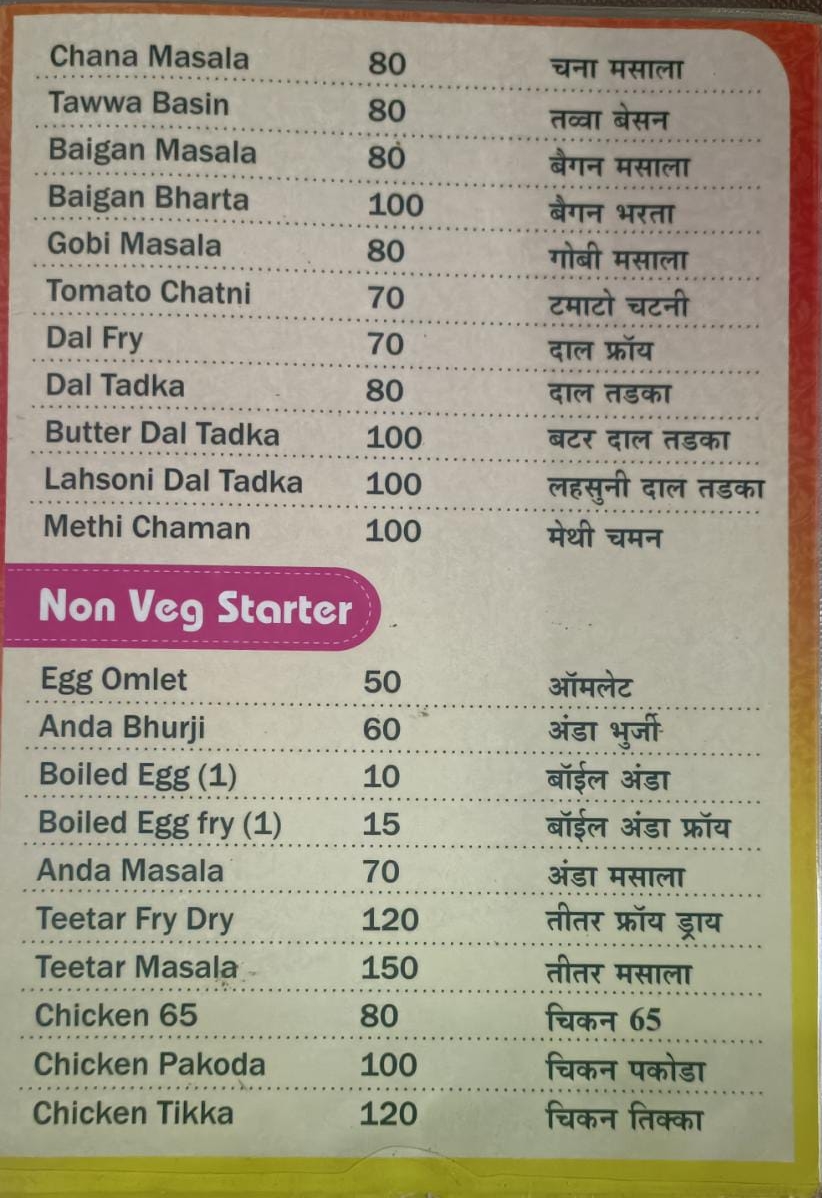 Chana Masala 80 चना मसाला
Tawwa Basin 80 तव्वा बेसन
Baigan Masala 80 बैगन मसाला
Baigan Bharta 100 बैगन भरता
Gobi Masala 80 गोबी मसाला
Tomato Chatni 70 टमाटो चटनी
Dal Fry 70 दाल फ्रॉय
Dal Tadka 80 दाल तडका
Butter Dal Tadka 100 बटर दाल तडका
Lahsoni Dal Tadka 100 लहसुनी दाल तडका
Methi Chaman 100 मेथी चमन
Non Veg Starter
Egg Omlet 50 ऑमलेट
Anda Bhurji 60 अंडा भुर्जी
Boiled Egg (1) 10 बॉईल अंडा
Boiled Egg fry (1) 15 बॉईल अंडा फ्रॉय
Anda Masala 70 अंडा मसाला
Teetar Fry Dry 120 तीतर फ्रॉय ड्राय
Teetar Masala 150 तीतर मसाला
Chicken 65 80 चिकन 65
Chicken Pakoda 100 चिकन पकोडा
Chicken Tikka 120 चिकन तिक्का